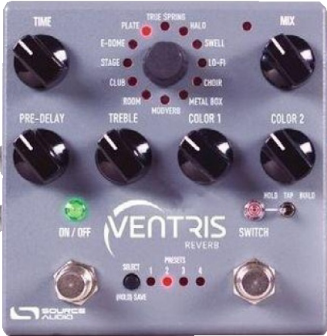 TRUE SPRING
TIME
PLATE
HALO
MIX
E-DOME
SWELL
STAGE
LO-FI
CLUB
CHOIR
ROOM
METAL BOX
MODVERB
PRE-DELAY TREBLE COLOR 1 COLOR 2
HOLD TAP BUILD
ON / OFF
VENTRIS
REVERB
SWITCH
PRESETS
SELECT
1 2 3 4
(HOLD) SAVE
SOURCE
AUDIO